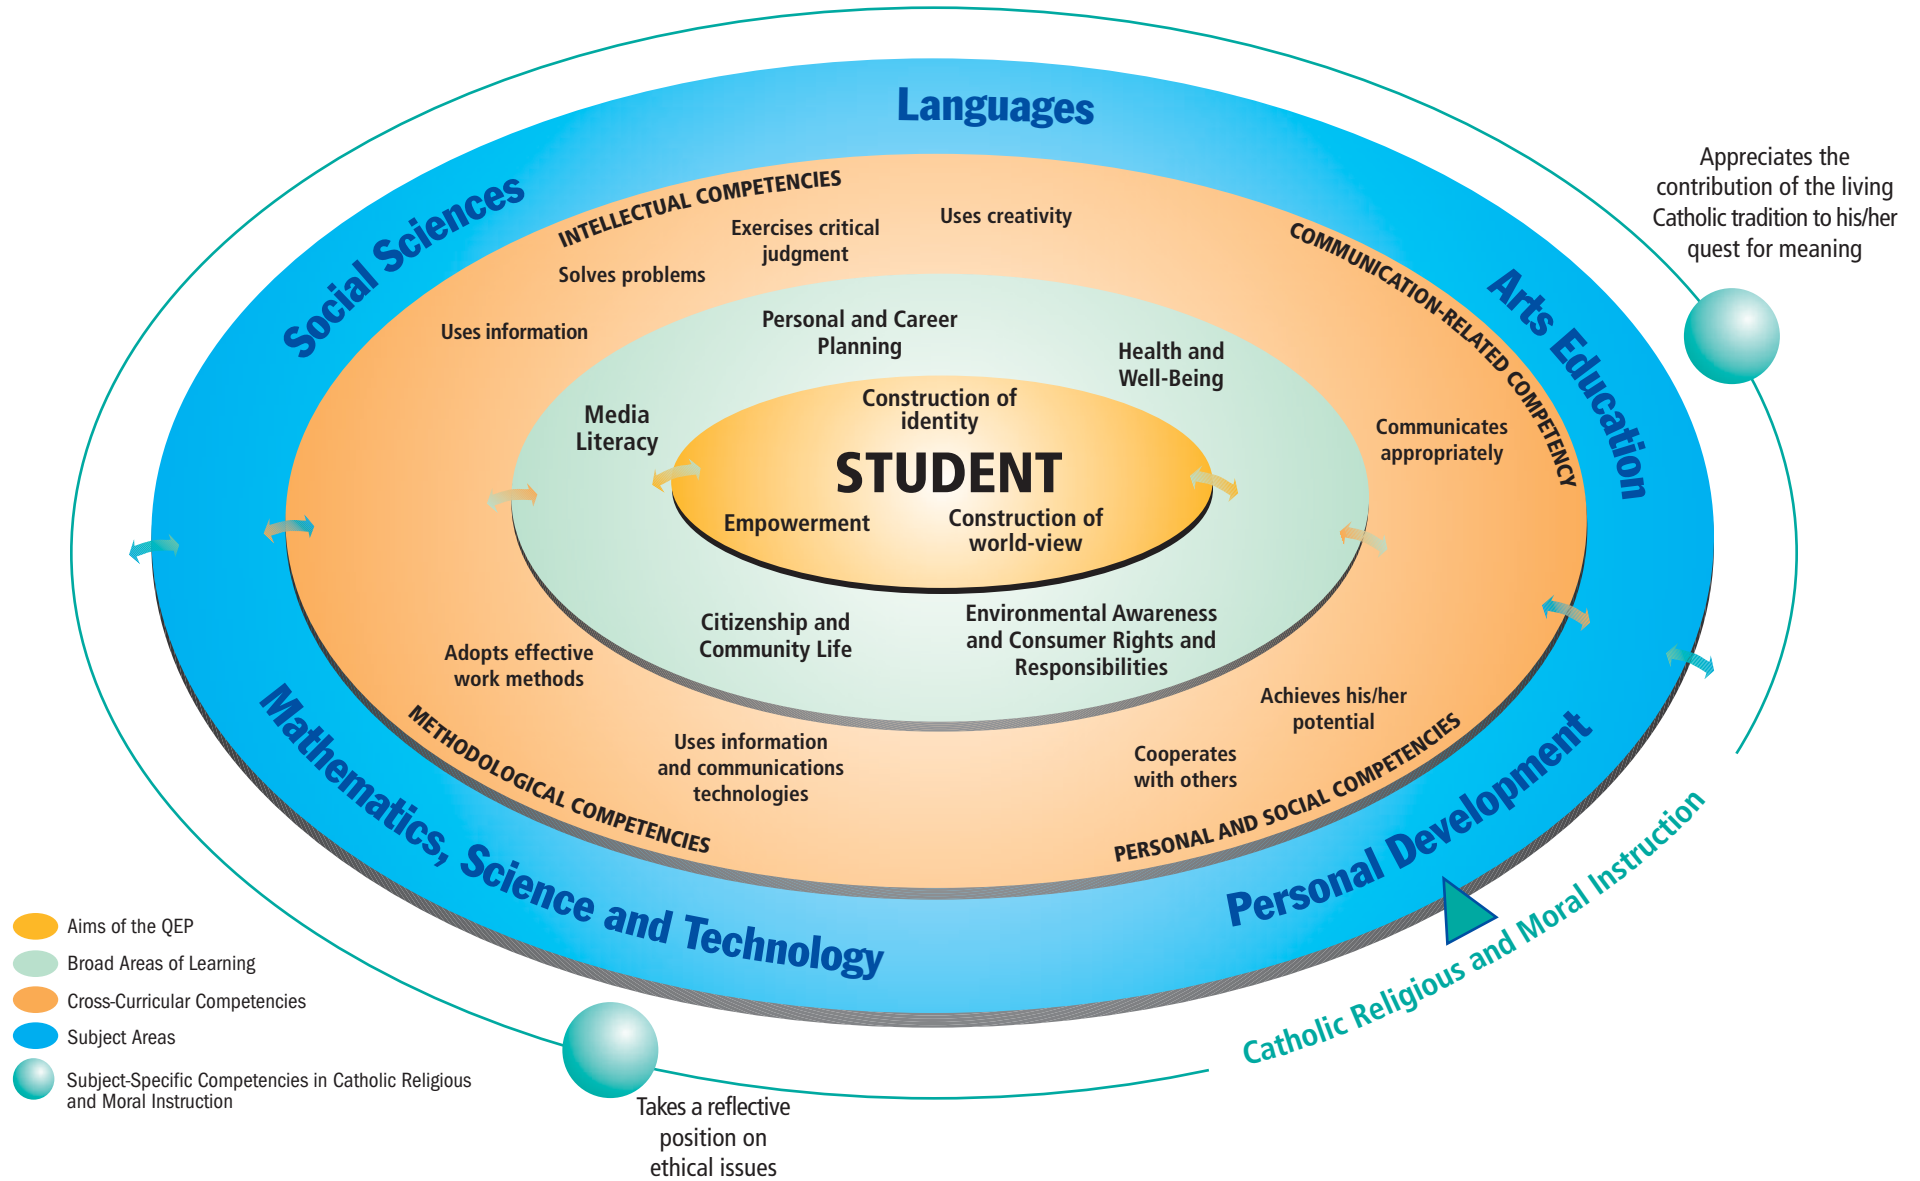 Languages
Social Sciences
Arts Education
Mathematics, Science and Technology
Personal Development
INTELLECTUAL COMPETENCIES
Uses information
Solves problems
Exercises critical
judgment
Uses creativity
COMMUNICATION-RELATED COMPETENCY
Communicates
appropriately
METHODOLOGICAL COMPETENCIES
Adopts effective
work methods
Uses information
and communications
technologies
PERSONAL AND SOCIAL COMPETENCIES
Achieves his/her
potential
Cooperates
with others
Personal and Career
Planning
Health and
Well-Being
Media
Literacy
Citizenship and
Community Life
Environmental Awareness
and Consumer Rights and
Responsibilities
Construction of
identity
STUDENT
Empowerment
Construction of
world-view
Appreciates the
contribution of the living
Catholic tradition to his/her
quest for meaning
Catholic Religious and Moral Instruction
Takes a reflective
position on
ethical issues
Aims of the QEP
Broad Areas of Learning
Cross-Curricular Competencies
Subject Areas
Subject-Specific Competencies in Catholic Religious
and Moral Instruction